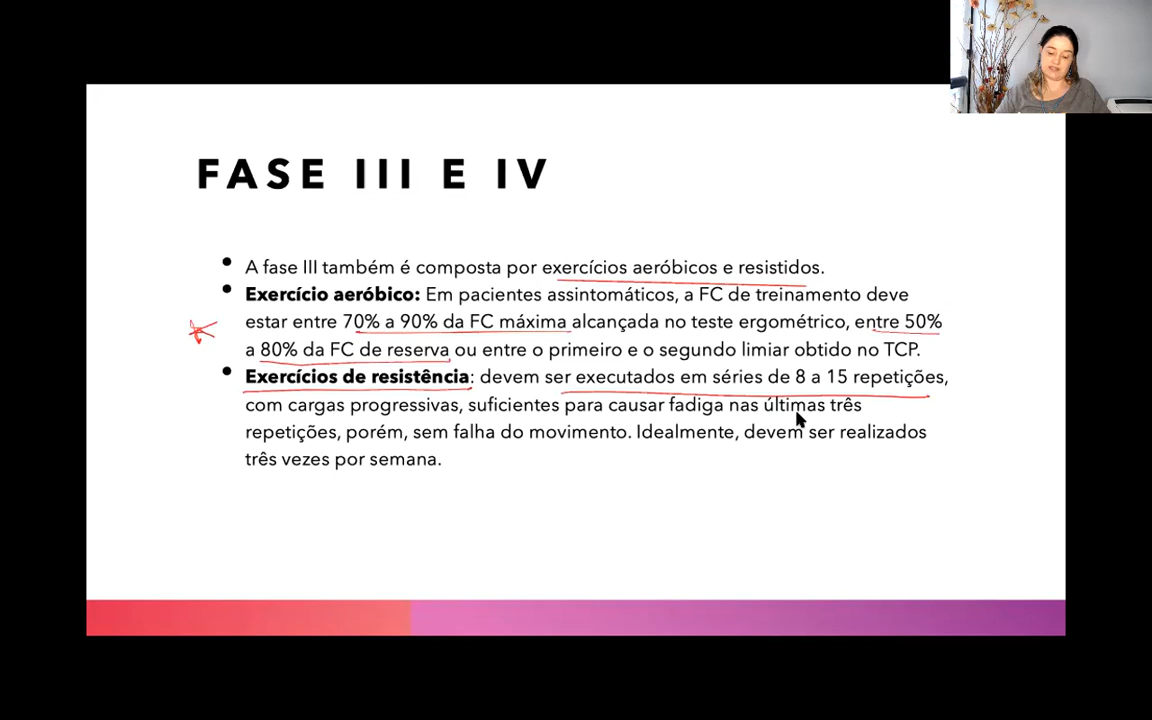 FASE III E IV
• A fase III também é composta por exercícios aeróbicos e resistidos.
• Exercício aeróbico: Em pacientes assintomáticos, a FC de treinamento deve
estar entre 70% a 90% da FC máxima alcançada no teste ergométrico, entre 50%
a 80% da FC de reserva ou entre o primeiro e o segundo limiar obtido no TCP.
• Exercícios de resistência: devem ser executados em séries de 8 a 15 repetições,
com cargas progressivas, suficientes para causar fadiga nas últimas três
repetições, porém, sem falha do movimento. Idealmente, devem ser realizados
três vezes por semana.